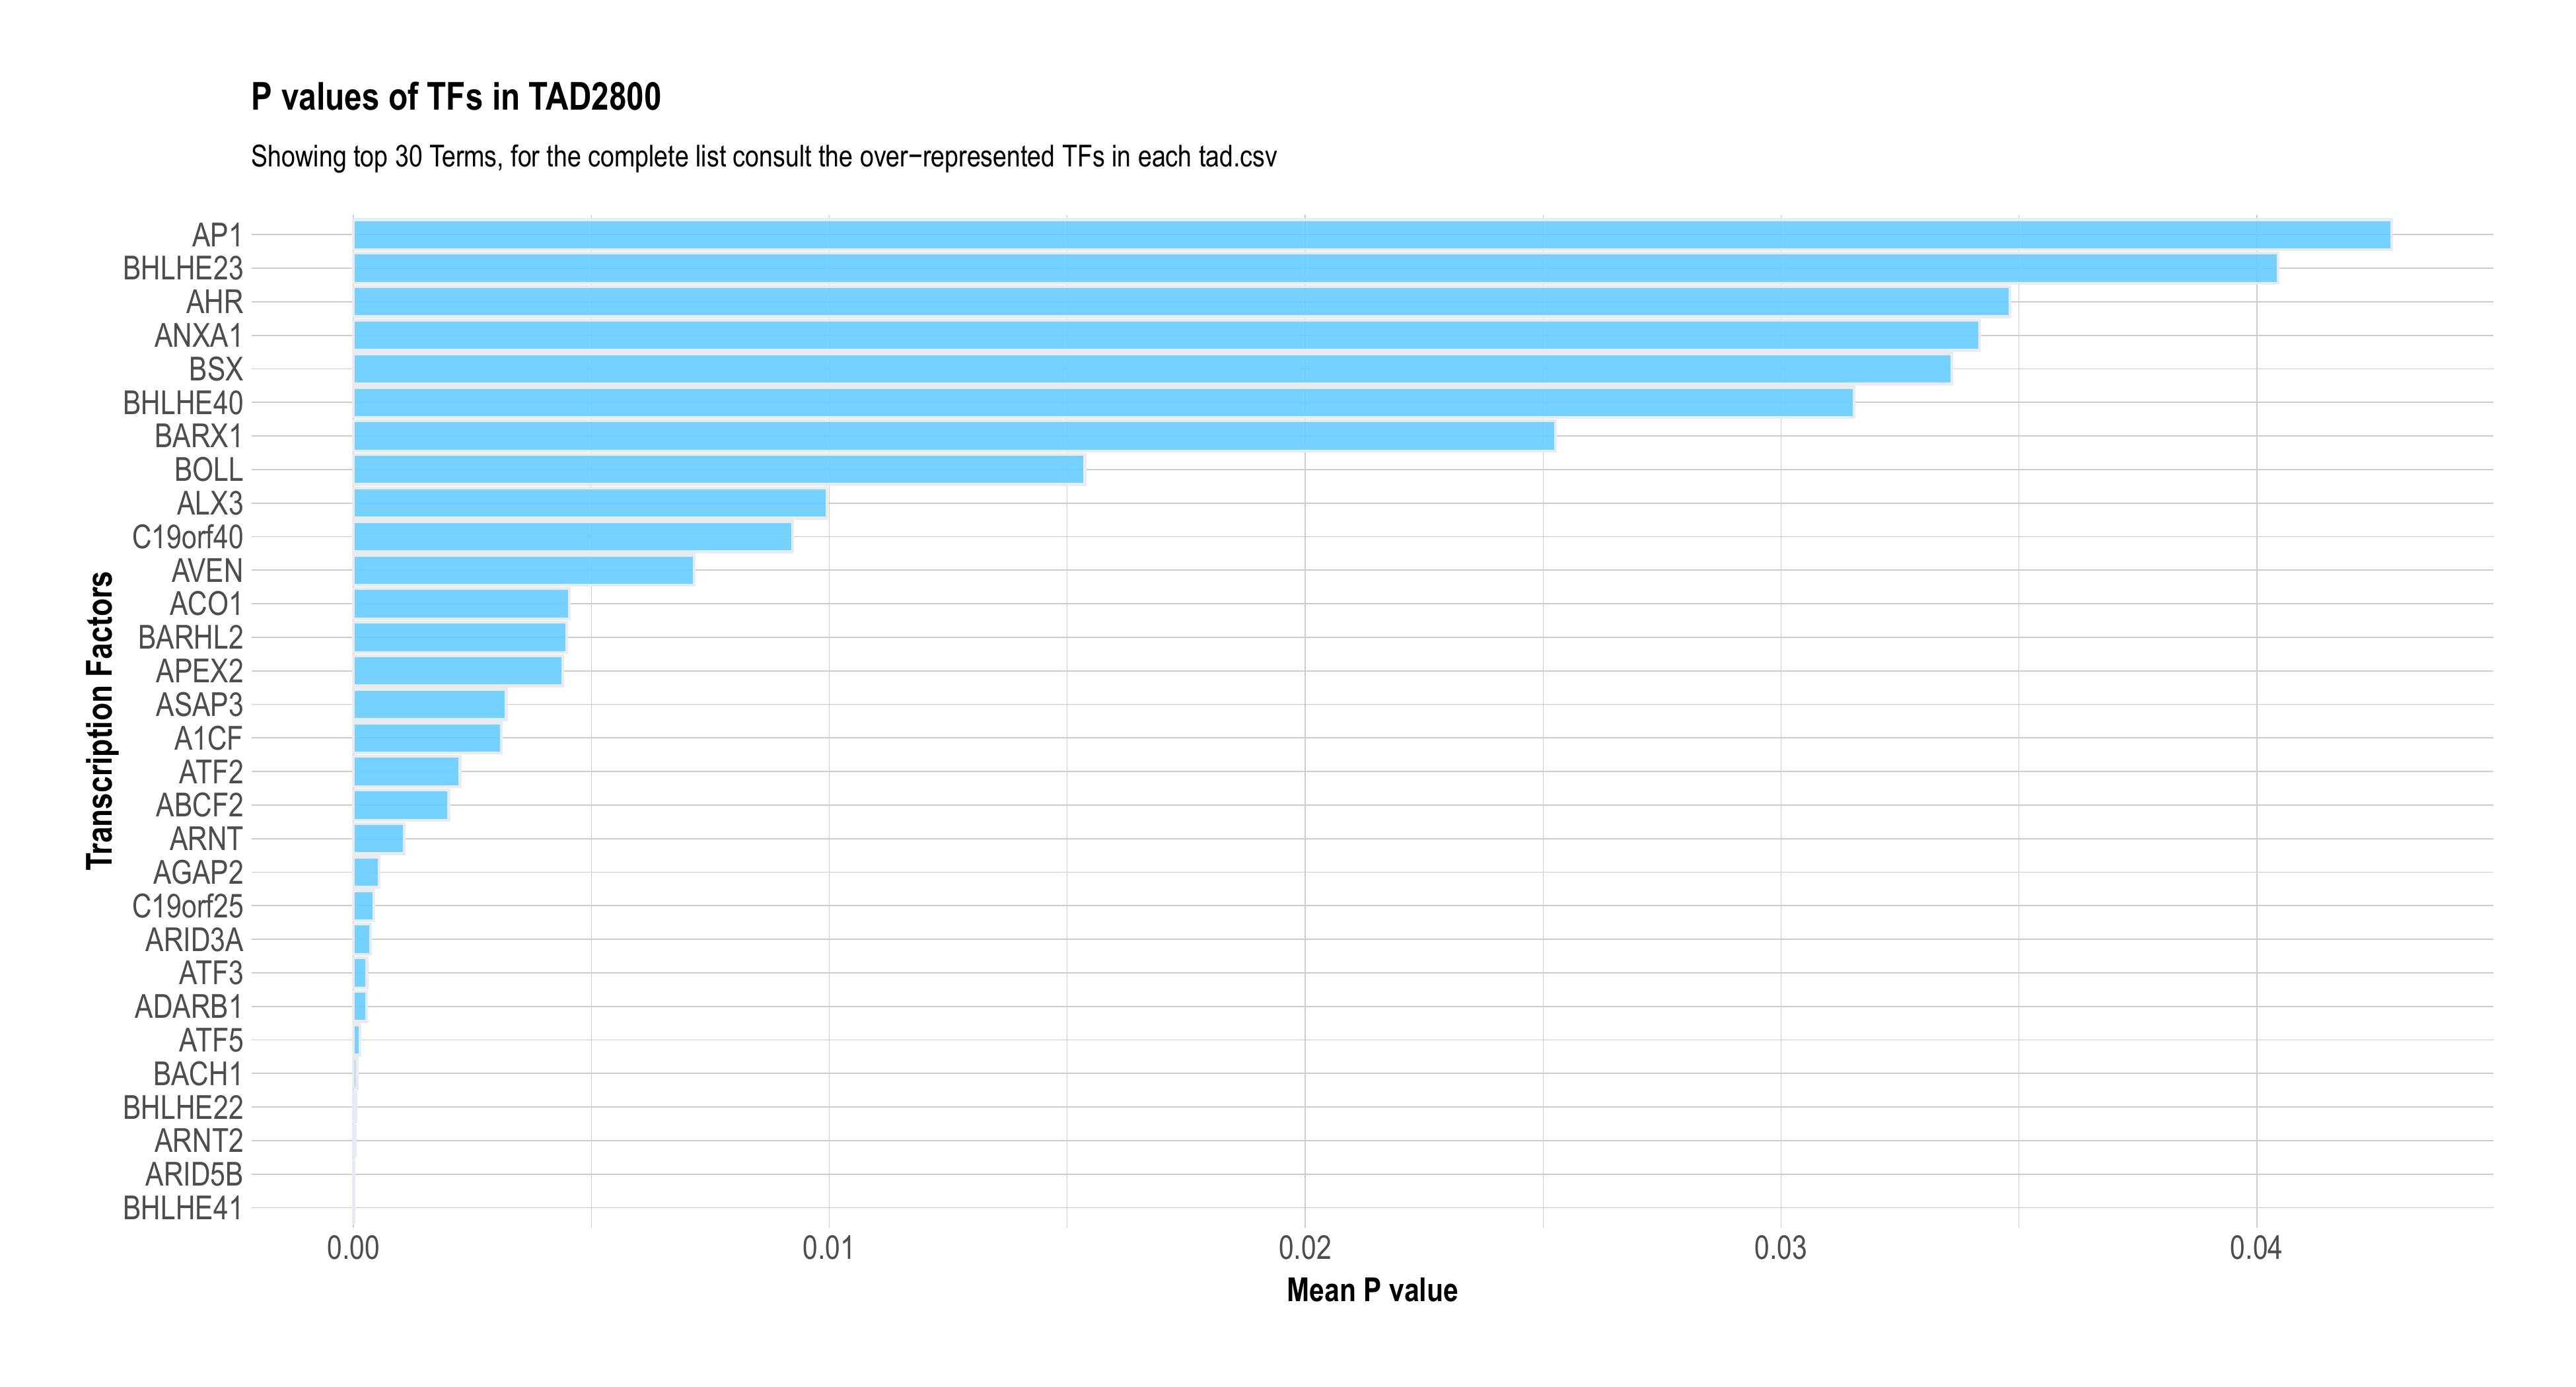 P values of TFs in TAD2800
Showing top 30 Terms, for the complete list consult the over−represented TFs in each tad.csv
Transcription Factors
AP1
BHLHE23
AHR
ANXA1
BSX
BHLHE40
BARX1
BOLL
ALX3
C19orf40
AVEN
ACO1
BARHL2
APEX2
ASAP3
A1CF
ATF2
ABCF2
ARNT
AGAP2
C19orf25
ARID3A
ATF3
ADARB1
ATF5
BACH1
BHLHE22
ARNT2
ARID5B
BHLHE41
0.00 0.01 0.02 0.03 0.04
Mean P value